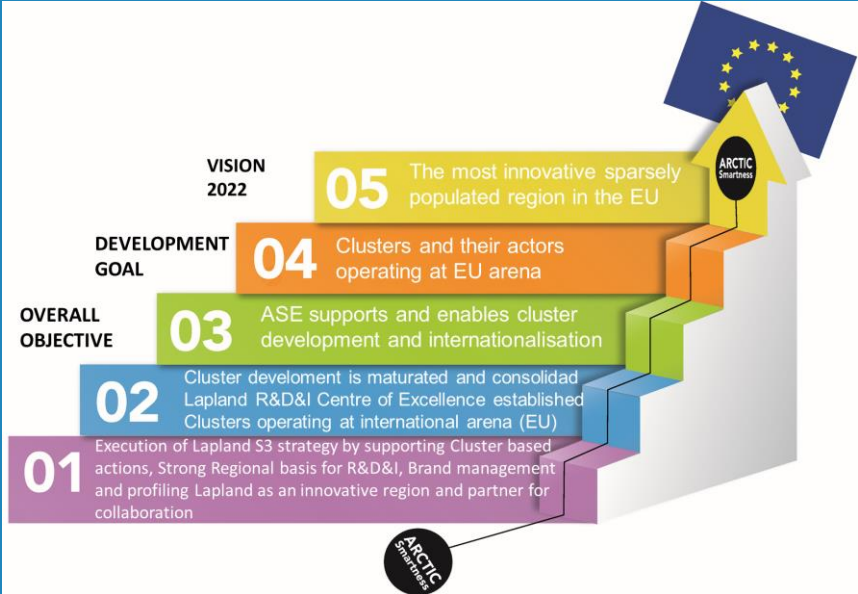 ARCTIC
Smartness
VISION
2022
05
The most innovative sparsely
populated region in the EU
DEVELOPMENT
GOAL
04
Clusters and their actors
operating at EU arena
OVERALL
OBJECTIVE
03
ASE supports and enables cluster
development and internationalisation
02
Cluster develoment is maturated and consolidad
Lapland R&D&I Centre of Excellence established
Clusters operating at international arena (EU)
01
Execution of Lapland S3 strategy by supporting Cluster based
actions, Strong Regional basis for R&D&I, Brand management
and profiling Lapland as an innovative region and partner for
collaboration
ARCTIC
Smartness